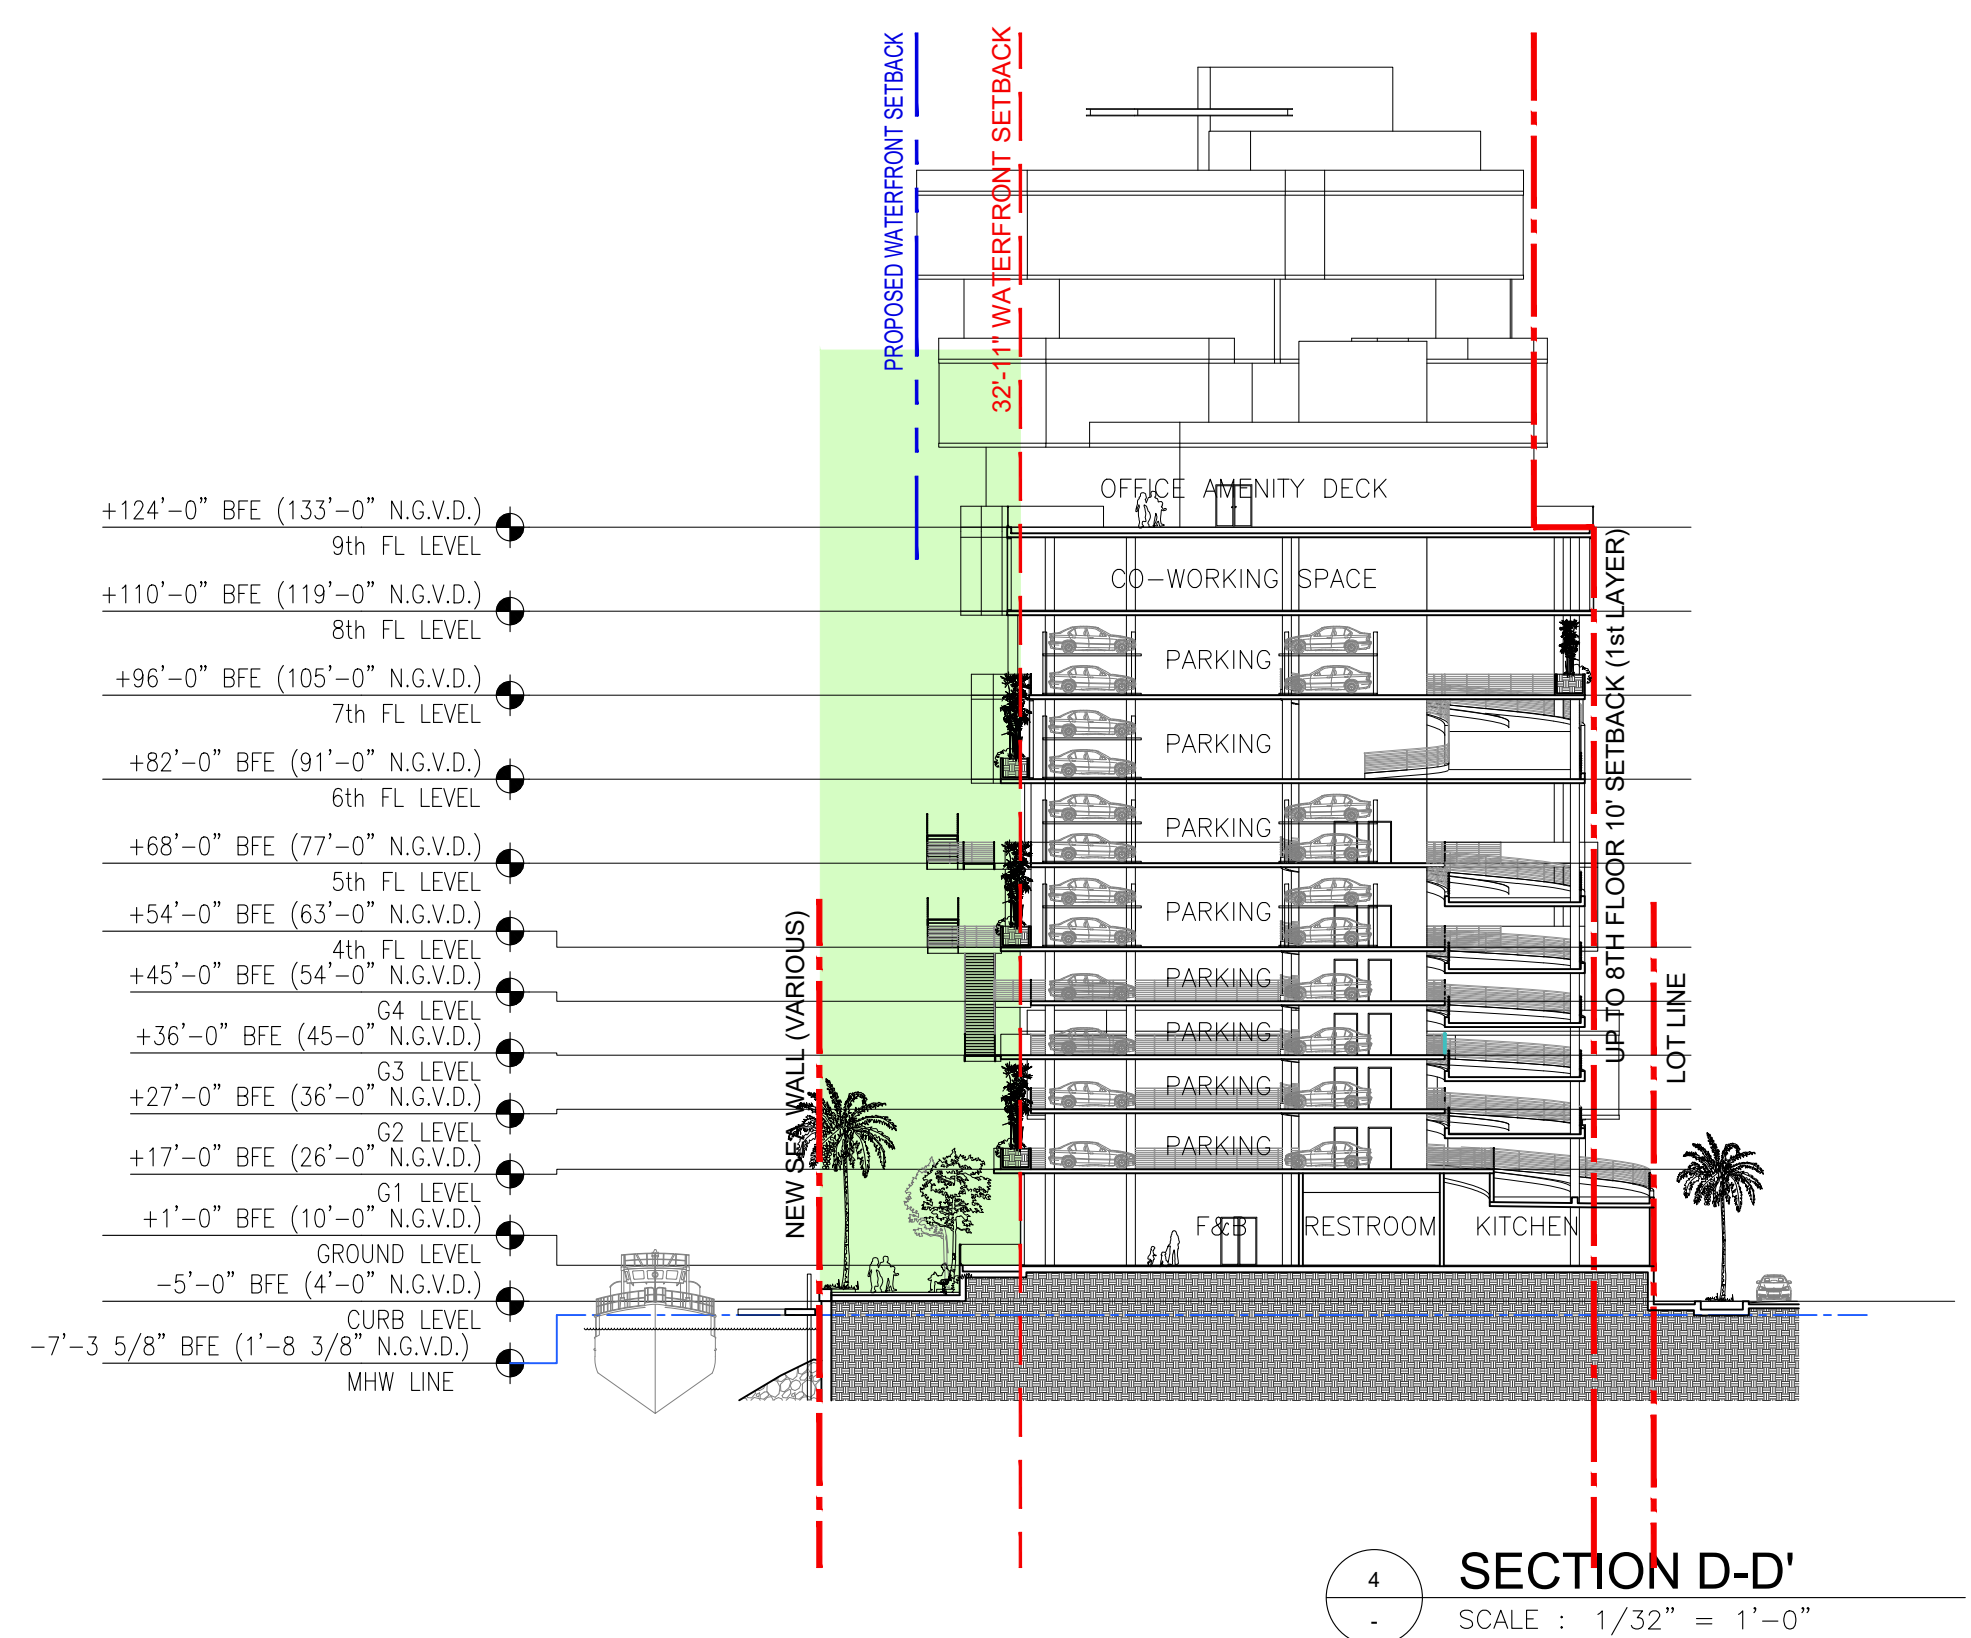 PROPOSED WATERFRONT SETBACK
32'-11" WATERFRONT SETBACK
+124'-0" BFE (133'-0" N.G.V.D.)
9th FL LEVEL
+110'-0" BFE (119'-0" N.G.V.D.)
8th FL LEVEL
+96'-0" BFE (105'-0" N.G.V.D.)
7th FL LEVEL
+82'-0" BFE (91'-0" N.G.V.D.)
6th FL LEVEL
+68'-0" BFE (77'-0" N.G.V.D.)
5th FL LEVEL
+54'-0" BFE (63'-0" N.G.V.D.)
4th FL LEVEL
+45'-0" BFE (54'-0" N.G.V.D.)
G4 LEVEL
+36'-0" BFE (45-0" N.G.V.D.)
G3 LEVEL
+27'-0" BFE (36'-0" N.G.V.D.)
G2 LEVEL
+17'-0" BFE (26'-0" N.G.V.D.)
G1 LEVEL
+1'-0" BFE (10'-0" N.G.V.D.)
GROUND LEVEL
-5'-0" BFE (4'-0" N.G.V.D.)
CURB LEVEL
-7'-3 5/8" BFE (1'-8 3/8" N.G.V.D.)
MHW LINE
NEW SEA WALL (VARIOUS)
OFFICE AMENITY DECK
CO-WORKING SPACE
PARKING
PARKING
PARKING
PARKING
PARKING
PARKING
PARKING
PARKING
F&B
RESTROOM
KITCHEN
UP TO 8TH FLOOR 10' SETBACK (1st LAYER)
LOT LINE
4
-
SECTION D-D'
SCALE : 1/32" = 1'-0"